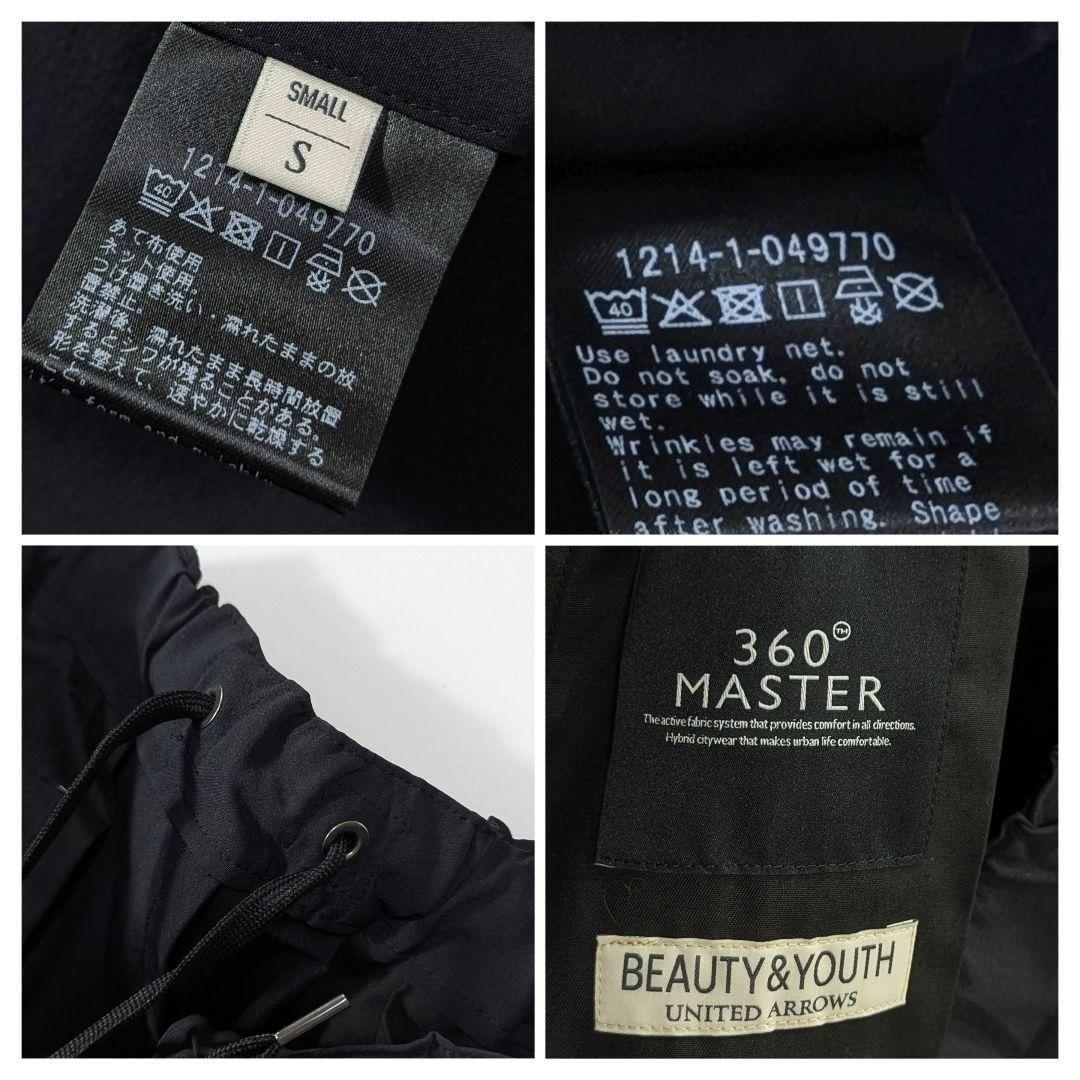 SMALL
S
1214-1-049770
40
あて布使用
ネット使用。
つけ置き洗い・濡れたままの放
置禁止。
洗濯後、濡れたまま長時間放置
するとシワが残ることがある。
形を整えて、速やかに乾燥する
こと。
1214-1-049770
40
Use laundry net.
Do not soak, do not
store while it is still
wet.
Wrinkles may remain if
it is left wet for a
long period of time
after washing. Shape
360°TM
MASTER
The active fabric system that provides comfort in all directions.
Hybrid citywear that makes urban life comfortable.
BEAUTY&YOUTH
UNITED ARROWS